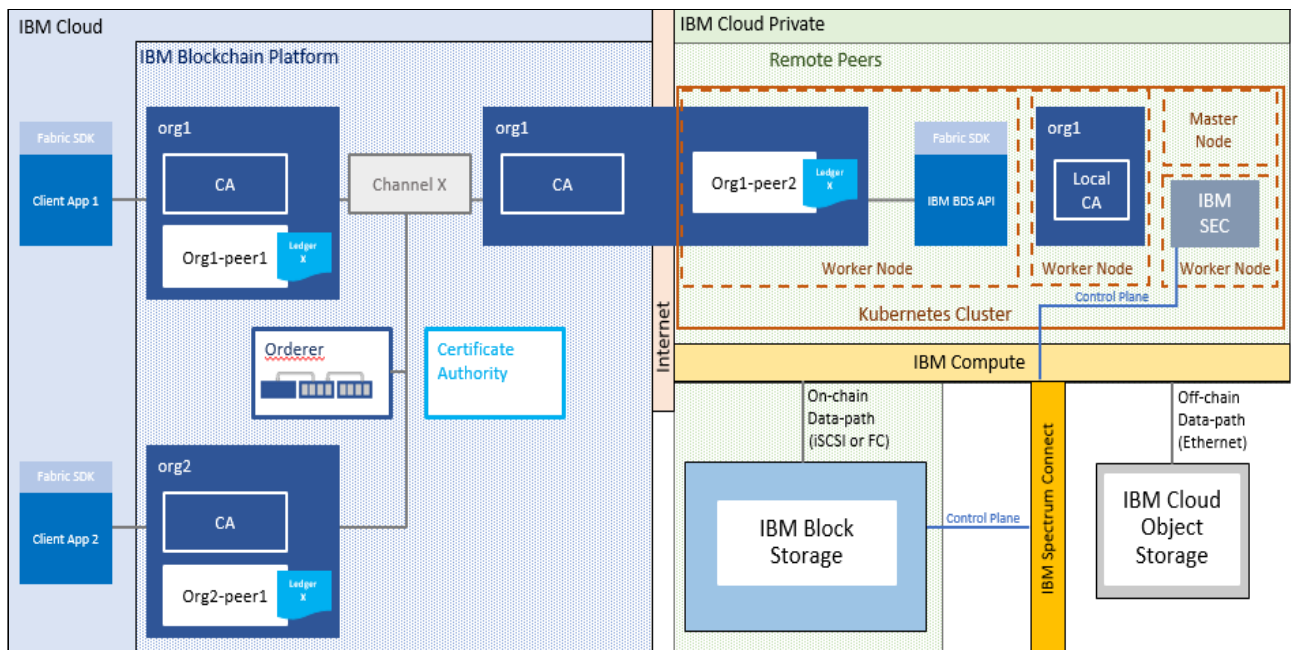 IBM Cloud
IBM Blockchain Platform
Fabric SDK
Client App 1
org1
CA
Org1-peer1
Ledger
X
Channel X
org1
CA
Orderer
Certificate
Authority
Fabric SDK
Client App 2
org2
CA
Org2-peer1
Ledger
X
Internet
IBM Cloud Private
Remote Peers
Org1-peer2
Ledger
X
Fabric SDK
IBM BDS API
Worker Node
org1
Local
CA
Worker Node
Master
Node
IBM
SEC
Worker Node
Control Plane
Kubernetes Cluster
IBM Compute
On-chain
Data-path
(iSCSI or FC)
IBM Block
Storage
Control Plane
IBM Spectrum Connect
Off-chain
Data-path
(Ethernet)
IBM Cloud
Object
Storage